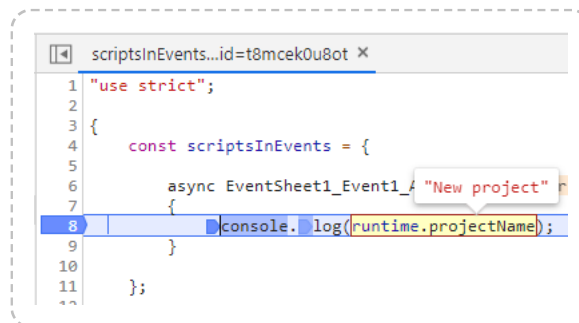 scriptsInEvents...id=t8mcek0u8ot ×
1 "use strict";
2
3 {
4 const scriptsInEvents = {
5
6 async EventSheet1_Event1_
"New project"
7 {
8 console.log(runtime.projectName);
9 }
10
11 };